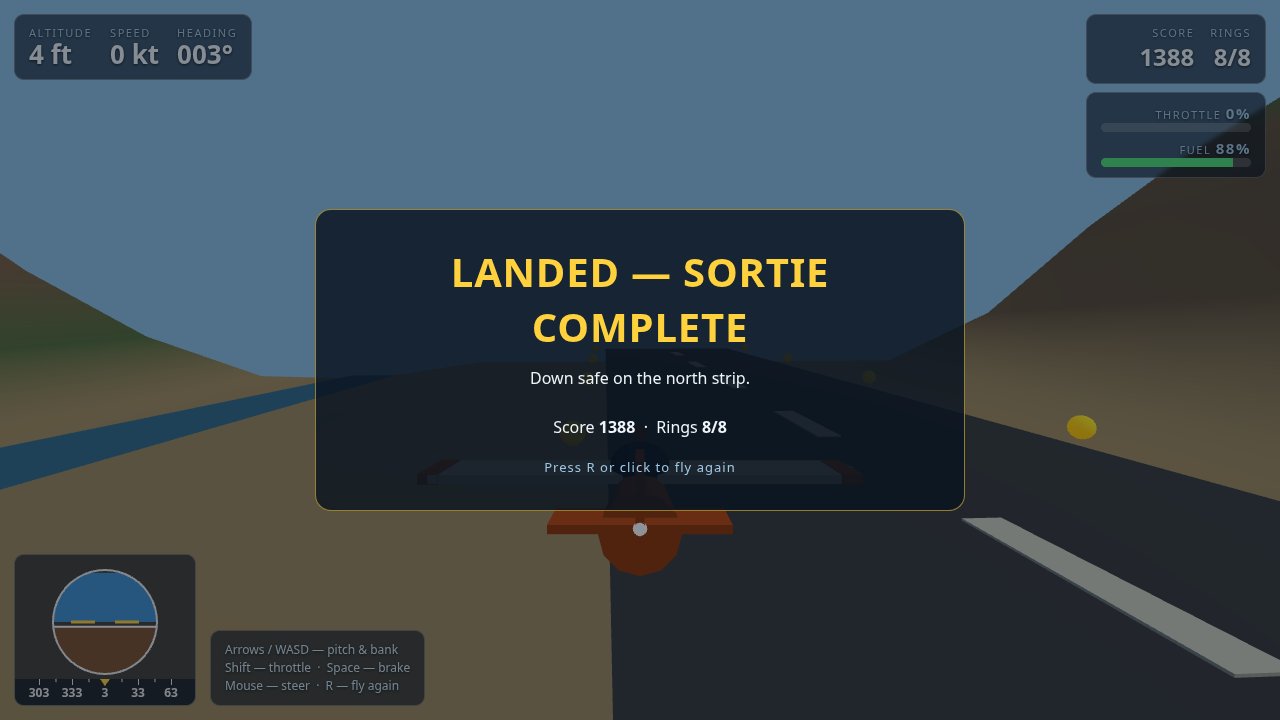 ALTITUDE SPEED HEADING
4 ft 0 kt 003°
SCORE RINGS
1388 8/8
THROTTLE 0%
FUEL 88%
LANDED — SORTIE
COMPLETE
Down safe on the north strip.
Score 1388 · Rings 8/8
Press R or click to fly again
303 333 3 33 63
Arrows / WASD — pitch & bank
Shift — throttle · Space — brake
Mouse — steer · R — fly again